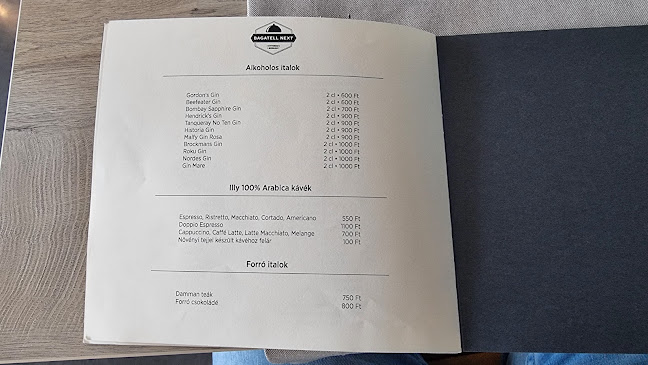 BAGATELL NEXT
Alkoholos italok
Gordon's Gin 2 cl • 600 Ft
Beefeater Gin 2 cl • 600 Ft
Bombay Sapphire Gin 2 cl • 700 Ft
Hendrick's Gin 2 cl • 900 Ft
Tanqueray No Ten Gin 2 cl • 900 Ft
Historia Gin 2 cl • 900 Ft
Malfy Gin Rosa 2 cl • 900 Ft
Brockmans Gin 2 cl • 1000 Ft
Roku Gin 2 cl • 1000 Ft
Nordes Gin 2 cl • 1000 Ft
Gin Mare 2 cl • 1000 Ft
Illy 100% Arabica kávék
Espresso, Ristretto, Macchiato, Cortado, Americano 550 Ft
Doppio Espresso 1100 Ft
Cappuccino, Caffé Latte, Latte Macchiato, Melange 700 Ft
Növényi tejjel készült kávéhoz felár 100 Ft
Forró italok
Damman teák 750 Ft
Forró csokoládé 800 Ft